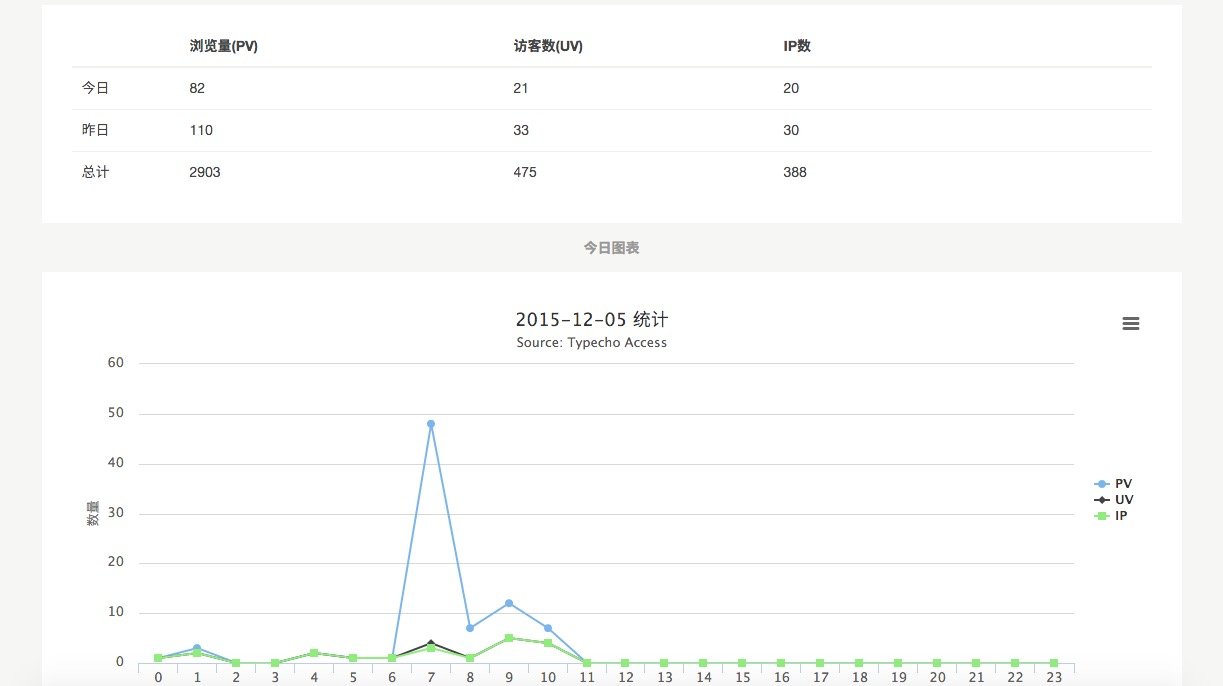 浏览量(PV) 访客数(UV) IP数
今日 82 21 20
昨日 110 33 30
总计 2903 475 388
今日图表
2015-12-05 统计
Source: Typecho Access
60
50
40
30
20
10
0
数量
PV
UV
IP
0 1 2 3 4 5 6 7 8 9 10 11 12 13 14 15 16 17 18 19 20 21 22 23